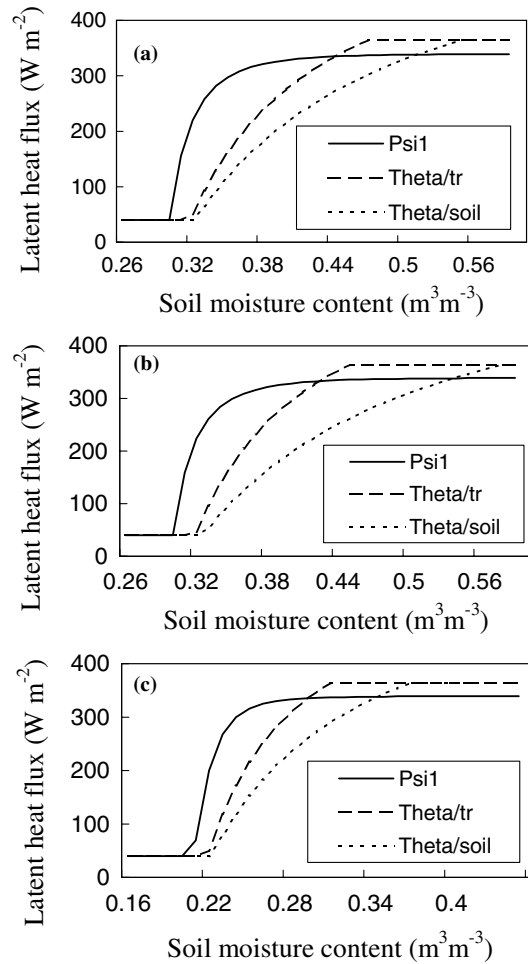 400
300
200
100
0
Latent heat flux (W m-2)
(a)
Psi1
Theta/tr
Theta/soil
0.26 0.32 0.38 0.44 0.5 0.56
Soil moisture content (m3m-3)
400
300
200
100
0
Latent heat flux (W m-2)
(b)
Psi1
Theta/tr
Theta/soil
0.26 0.32 0.38 0.44 0.5 0.56
Soil moisture content (m3m-3)
400
300
200
100
0
Latent heat flux (W m-2)
(c)
Psi1
Theta/tr
Theta/soil
0.16 0.22 0.28 0.34 0.4
Soil moisture content (m3m-3)